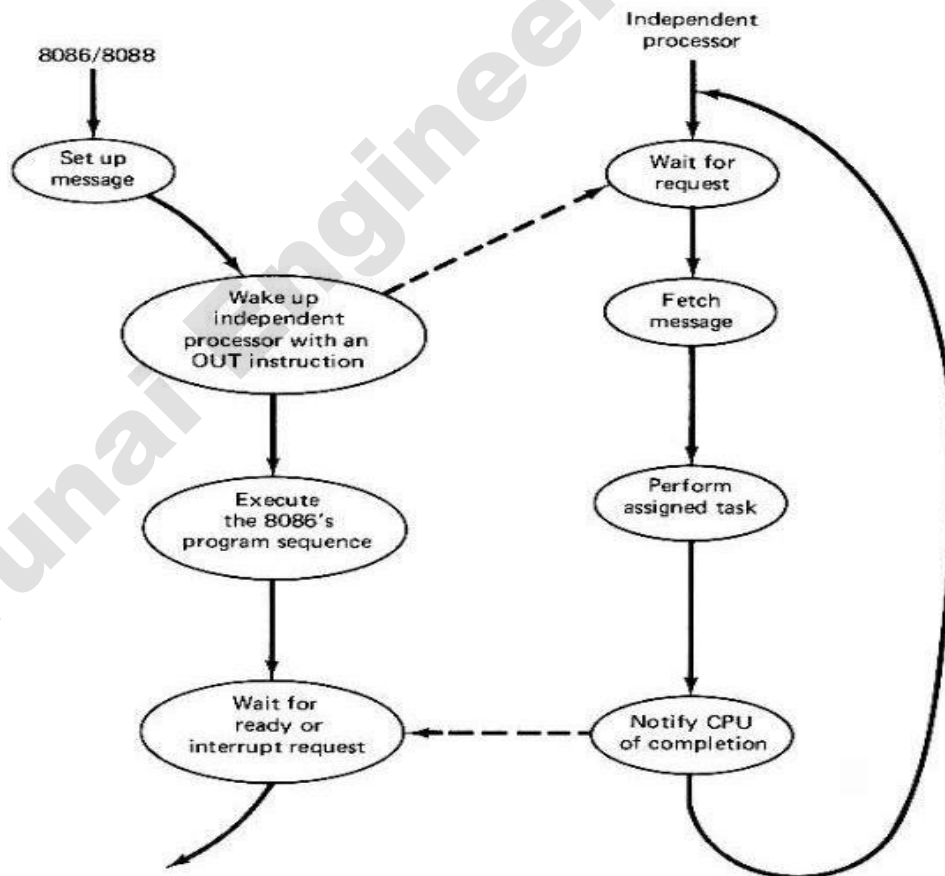 8086/8088
Set up
message
Wake up
independent
processor with an
OUT instruction
Execute
the 8086's
program sequence
Wait for
ready or
interrupt request
Independent
processor
Wait for
request
Fetch
message
Perform
assigned task
Notify CPU
of completion
unai Engineer